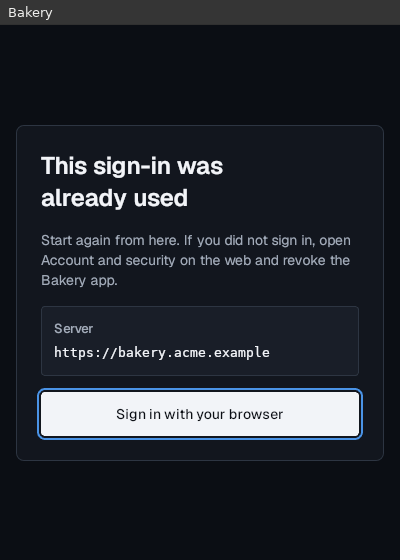 Bakery
This sign-in was
already used
Start again from here. If you did not sign in, open
Account and security on the web and revoke the
Bakery app.
Server
https://bakery.acme.example
Sign in with your browser